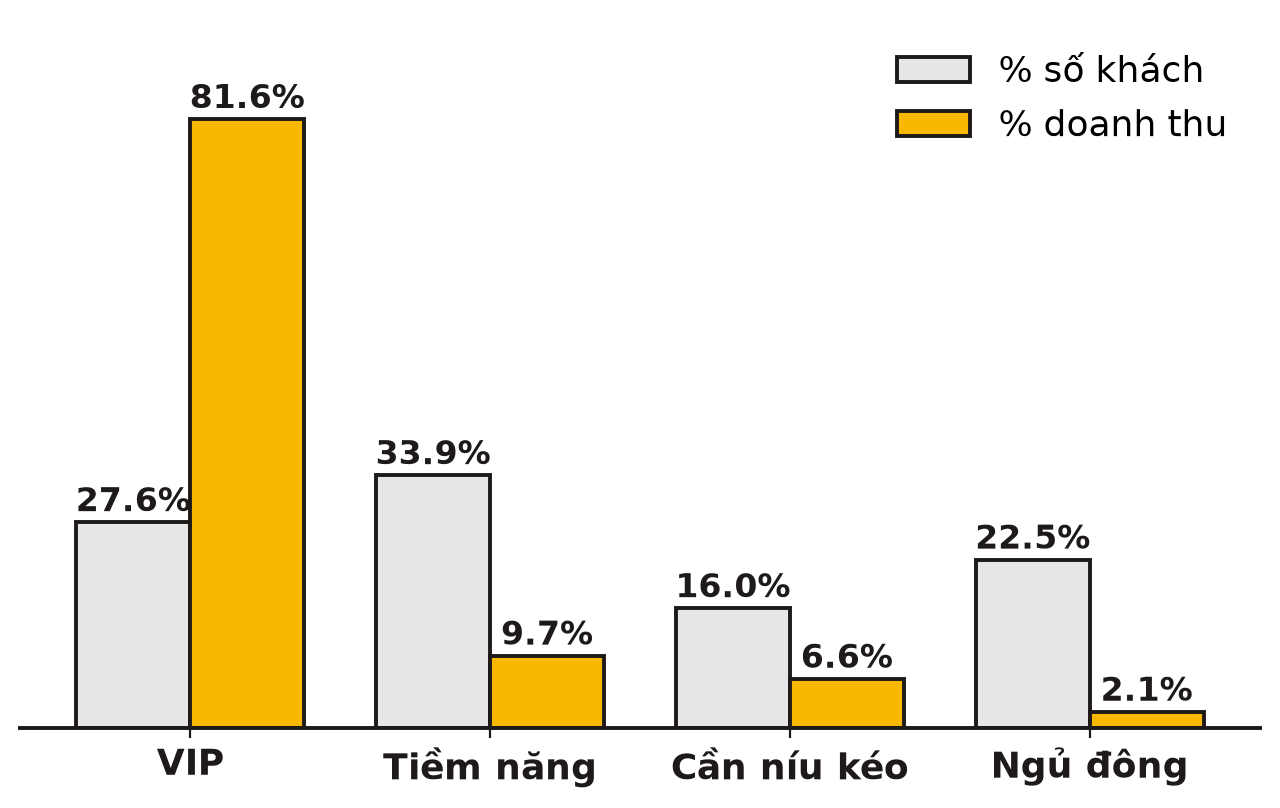 % số khách
% doanh thu
81.6%
27.6%
33.9%
9.7%
16.0%
6.6%
22.5%
2.1%
VIP
Tiềm năng
Cần níu kéo
Ngủ đông